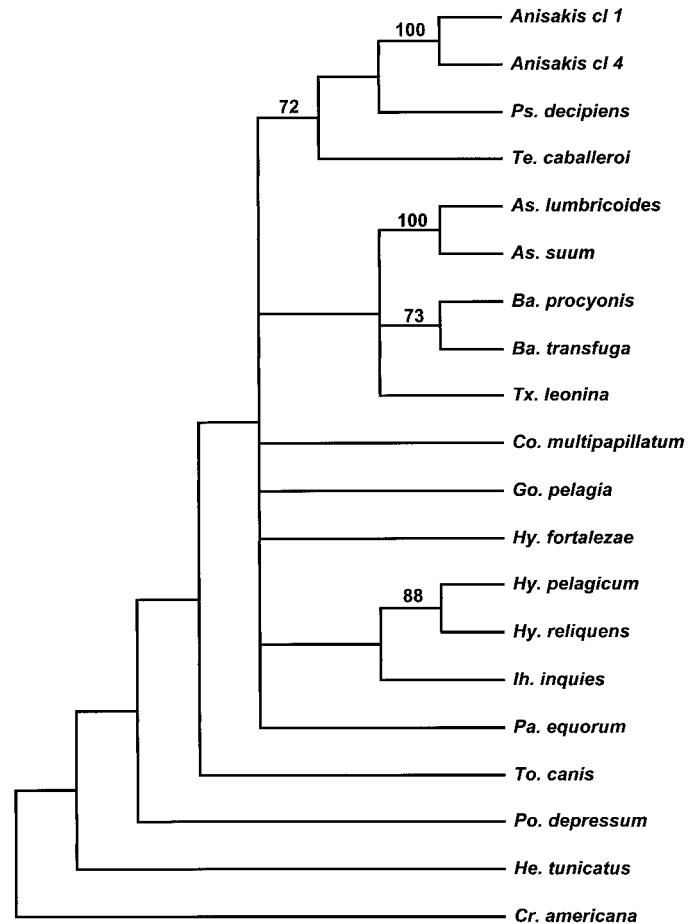 Anisakis cl 1
100
Anisakis cl 4
Ps. decipiens
72
Te. caballeroi
As. lumbricoides
100
As. suum
Ba. procyonis
73
Ba. transfuga
Tx. leonina
Co. multipapillatum
Go. pelagia
Hy. fortalezae
Hy. pelagicum
88
Hy. reliquens
Ih. inquies
Pa. equorum
To. canis
Po. depressum
He. tunicatus
Cr. americana